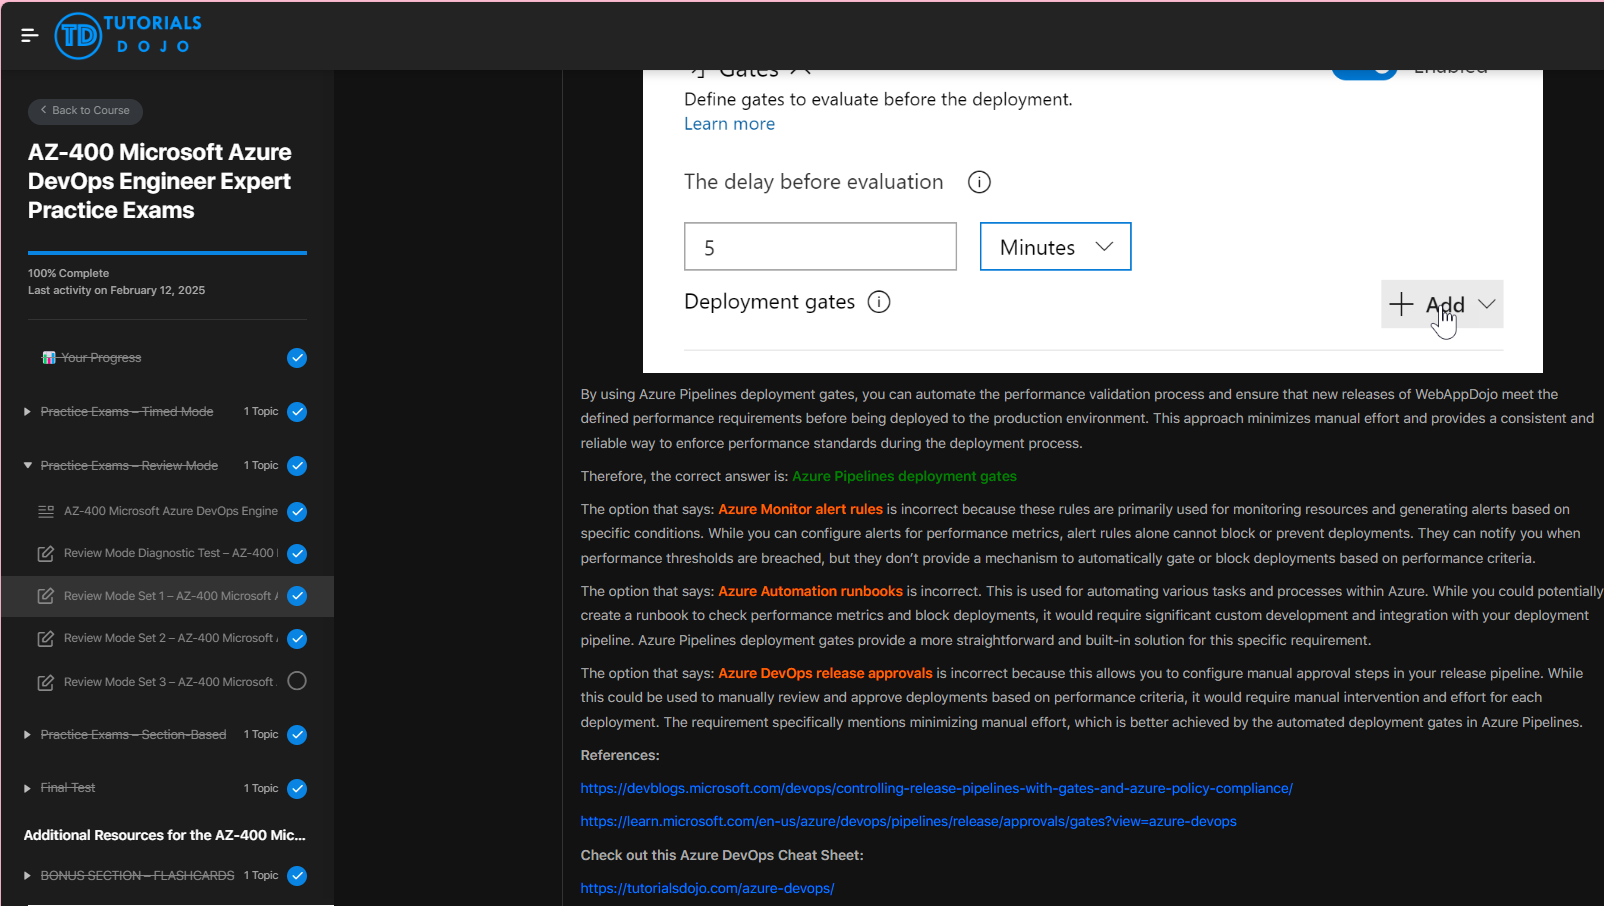 TUTORIALS
DOJO
TD
Back to Course
AZ-400 Microsoft Azure
DevOps Engineer Expert
Practice Exams
100% Complete
Last activity on February 12, 2025
Your Progress
Practice Exams – Timed Mode 1 Topic
Practice Exams – Review Mode 1 Topic
AZ-400 Microsoft Azure DevOps Engine
Review Mode Diagnostic Test – AZ-400
Review Mode Set 1 – AZ-400 Microsoft
Review Mode Set 2 – AZ-400 Microsoft
Review Mode Set 3 – AZ-400 Microsoft
Practice Exams – Section-Based 1 Topic
Final Test 1 Topic
Additional Resources for the AZ-400 Mic...
BONUS SECTION – FLASHCARDS 1 Topic
Gates
Enabled
Define gates to evaluate before the deployment.
Learn more
The delay before evaluation
5 Minutes
Deployment gates
Add
By using Azure Pipelines deployment gates, you can automate the performance validation process and ensure that new releases of WebAppDojo meet the
defined performance requirements before being deployed to the production environment. This approach minimizes manual effort and provides a consistent and
reliable way to enforce performance standards during the deployment process.
Therefore, the correct answer is: Azure Pipelines deployment gates
The option that says: Azure Monitor alert rules is incorrect because these rules are primarily used for monitoring resources and generating alerts based on
specific conditions. While you can configure alerts for performance metrics, alert rules alone cannot block or prevent deployments. They can notify you when
performance thresholds are breached, but they don’t provide a mechanism to automatically gate or block deployments based on performance criteria.
The option that says: Azure Automation runbooks is incorrect. This is used for automating various tasks and processes within Azure. While you could potentially
create a runbook to check performance metrics and block deployments, it would require significant custom development and integration with your deployment
pipeline. Azure Pipelines deployment gates provide a more straightforward and built-in solution for this specific requirement.
The option that says: Azure DevOps release approvals is incorrect because this allows you to configure manual approval steps in your release pipeline. While
this could be used to manually review and approve deployments based on performance criteria, it would require manual intervention and effort for each
deployment. The requirement specifically mentions minimizing manual effort, which is better achieved by the automated deployment gates in Azure Pipelines.
References:
https://devblogs.microsoft.com/devops/controlling-release-pipelines-with-gates-and-azure-policy-compliance/
https://learn.microsoft.com/en-us/azure/devops/pipelines/release/approvals/gates?view=azure-devops
Check out this Azure DevOps Cheat Sheet:
https://tutorialsdojo.com/azure-devops/